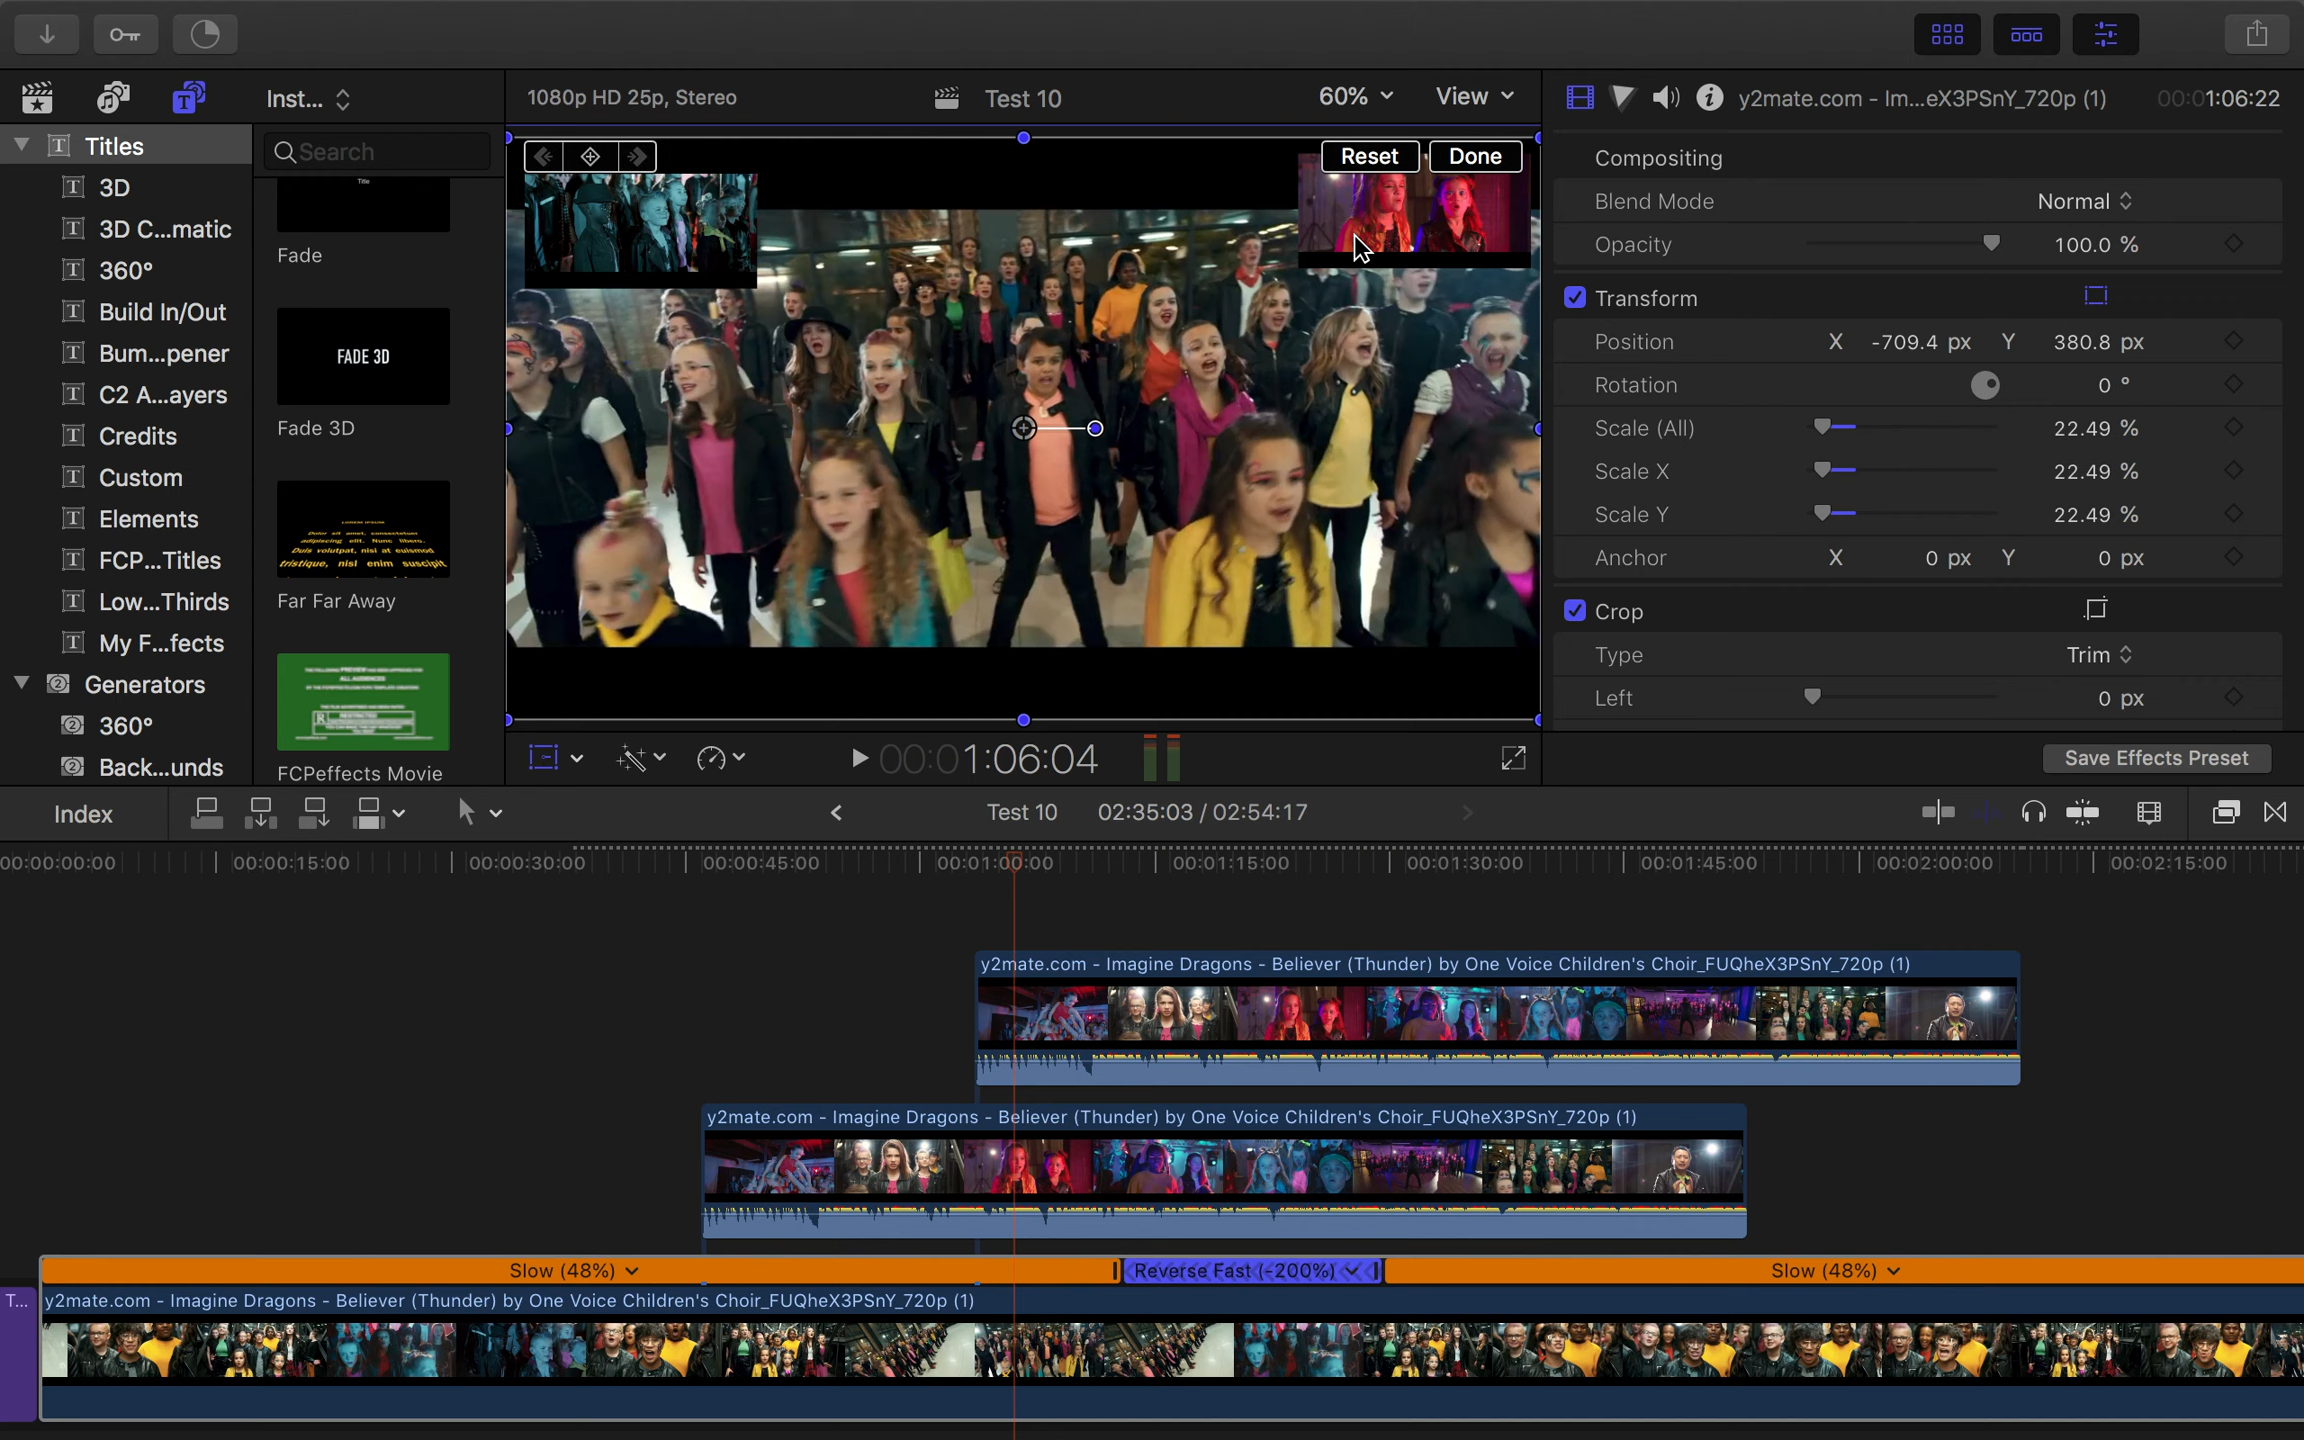 Inst...
1080p HD 25p, Stereo
Test 10
60%
View
y2mate.com - Im...eX3PSnY_720p (1)
00:01:06:22
Titles
3D
3D C...matic
360°
Build In/Out
Bum...pener
C2 A...ayers
Credits
Custom
Elements
FCP...Titles
Low...Thirds
My F...fects
Generators
360°
Back...unds
Search
Title
Fade
FADE 3D
Fade 3D
tristique, nisl enim suscipit
Far Far Away
FCPeffects Movie
Reset
Done
00:01:06:04
Compositing
Blend Mode Normal
Opacity 100.0 %
Transform
Position X -709.4 px Y 380.8 px
Rotation 0 °
Scale (All) 22.49 %
Scale X 22.49 %
Scale Y 22.49 %
Anchor X 0 px Y 0 px
Crop
Type Trim
Left 0 px
Save Effects Preset
Index
Test 10
02:35:03 / 02:54:17
00:00:00:00 00:00:15:00 00:00:30:00 00:00:45:00 00:01:00:00 00:01:15:00 00:01:30:00 00:01:45:00 00:02:00:00 00:02:15:00
y2mate.com - Imagine Dragons - Believer (Thunder) by One Voice Children's Choir_FUQheX3PSnY_720p (1)
y2mate.com - Imagine Dragons - Believer (Thunder) by One Voice Children's Choir_FUQheX3PSnY_720p (1)
Slow (48%)
Reverse Fast (-200%)
Slow (48%)
T...
y2mate.com - Imagine Dragons - Believer (Thunder) by One Voice Children's Choir_FUQheX3PSnY_720p (1)